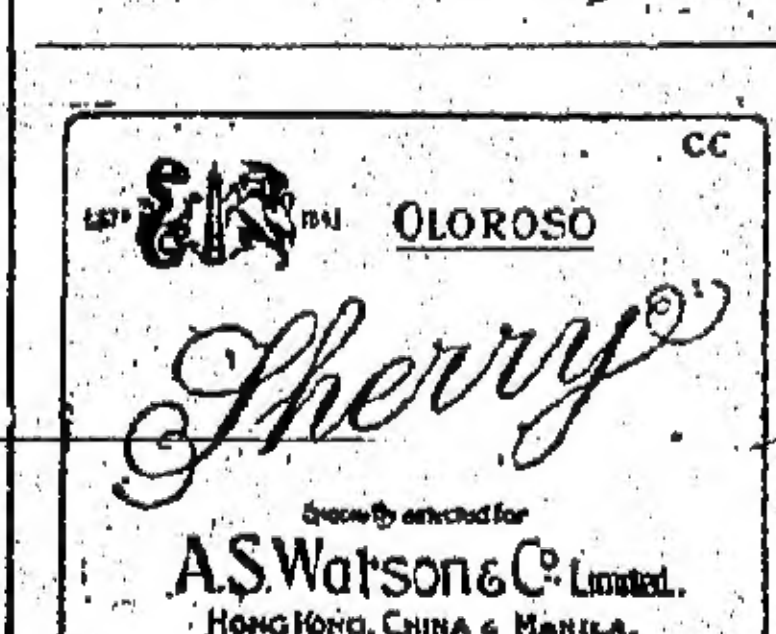 CC
OLOROSO
Sherry
Specially selected for
A.S. Watson & Co. Limited.
HONG KONG, CHINA & MANILA.